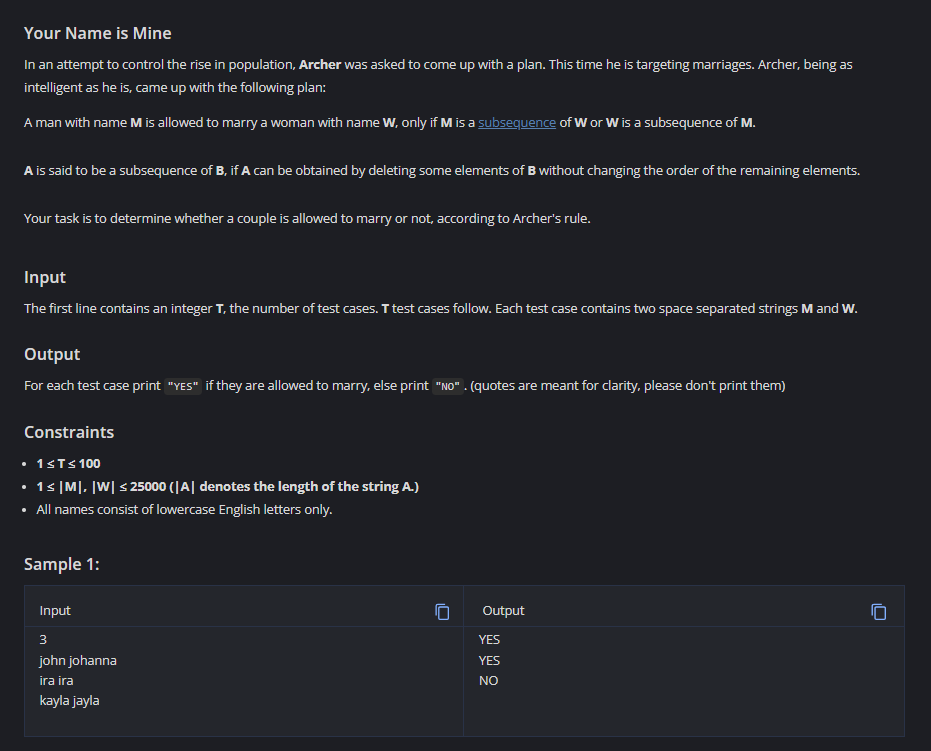 Your Name is Mine
In an attempt to control the rise in population, Archer was asked to come up with a plan. This time he is targeting marriages. Archer, being as
intelligent as he is, came up with the following plan:
A man with name M is allowed to marry a woman with name W, only if M is a subsequence of W or W is a subsequence of M.
A is said to be a subsequence of B, if A can be obtained by deleting some elements of B without changing the order of the remaining elements.
Your task is to determine whether a couple is allowed to marry or not, according to Archer's rule.
Input
The first line contains an integer T, the number of test cases. T test cases follow. Each test case contains two space separated strings M and W.
Output
For each test case print "YES" if they are allowed to marry, else print "NO". (quotes are meant for clarity, please don't print them)
Constraints
• 1 ≤ T ≤ 100
• 1 ≤ |M|, |W| ≤ 25000 (|A| denotes the length of the string A.)
• All names consist of lowercase English letters only.
Sample 1:
Input Output
3 YES
john johanna YES
ira ira NO
kayla jayla